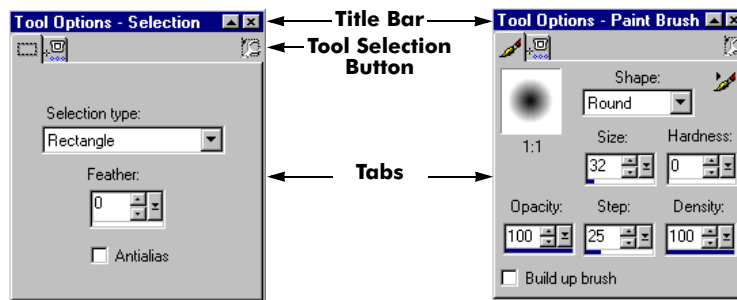 Tool Options - Selection
Selection type:
Rectangle
Feather:
0
Antialias
Title Bar
Tool Selection
Button
Tabs
Tool Options - Paint Brush
Shape:
Round
1:1
Size:
Hardness:
32
0
Opacity:
Step:
Density:
100
25
100
Build up brush